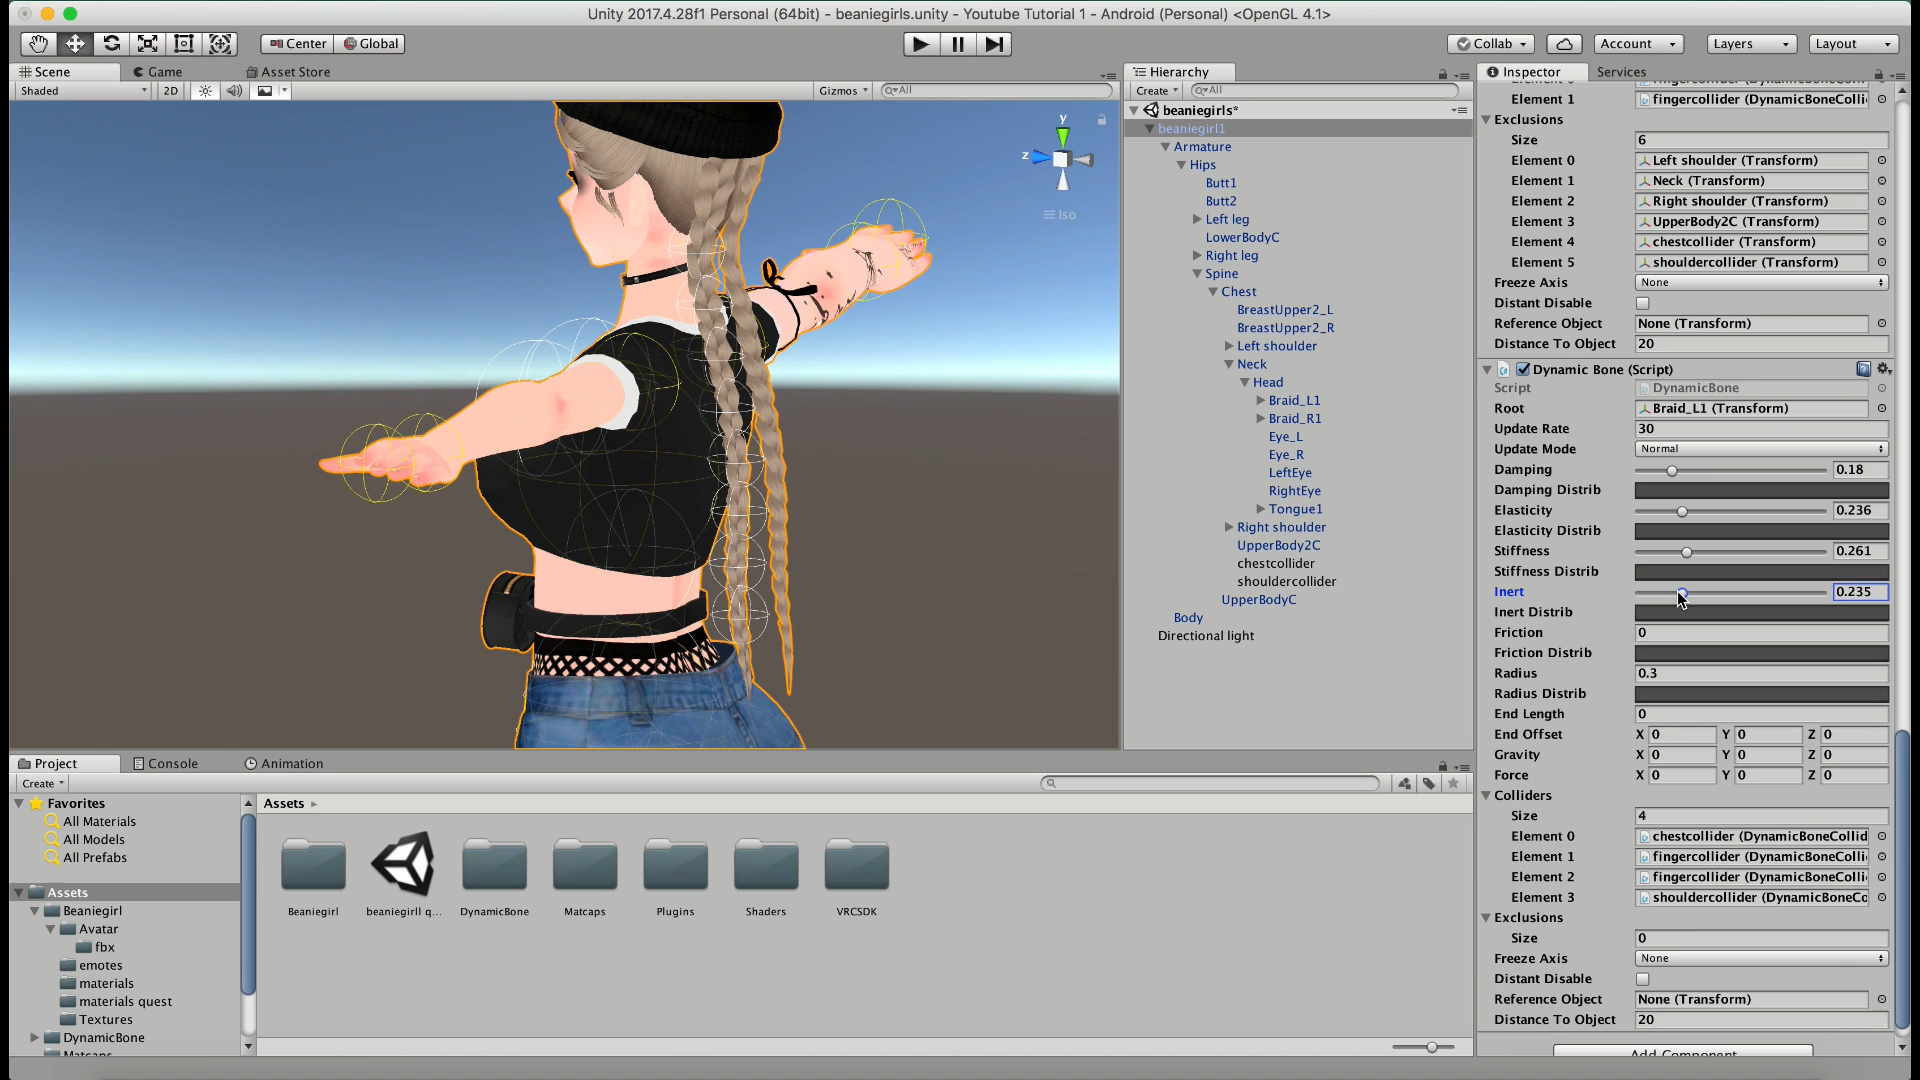 Unity 2017.4.28f1 Personal (64bit) - beaniegirls.unity - Youtube Tutorial 1 - Android (Personal) <OpenGL 4.1>
Center Global
Collab Account Layers Layout
Scene Game Asset Store
Shaded 2D Gizmos All
y
z
Iso
Hierarchy
Create All
beaniegirls*
beaniegirl1
Armature
Hips
Butt1
Butt2
Left leg
LowerBodyC
Right leg
Spine
Chest
BreastUpper2_L
BreastUpper2_R
Left shoulder
Neck
Head
Braid_L1
Braid_R1
Eye_L
Eye_R
LeftEye
RightEye
Tongue1
Right shoulder
UpperBody2C
chestcollider
shouldercollider
UpperBodyC
Body
Directional light
Inspector Services
Element 1 fingercollider (DynamicBoneColli
Exclusions
Size 6
Element 0 Left shoulder (Transform)
Element 1 Neck (Transform)
Element 2 Right shoulder (Transform)
Element 3 UpperBody2C (Transform)
Element 4 chestcollider (Transform)
Element 5 shouldercollider (Transform)
Freeze Axis None
Distant Disable
Reference Object None (Transform)
Distance To Object 20
Dynamic Bone (Script)
Script DynamicBone
Root Braid_L1 (Transform)
Update Rate 30
Update Mode Normal
Damping 0.18
Damping Distrib
Elasticity 0.236
Elasticity Distrib
Stiffness 0.261
Stiffness Distrib
Inert 0.235
Inert Distrib
Friction 0
Friction Distrib
Radius 0.3
Radius Distrib
End Length 0
End Offset X 0 Y 0 Z 0
Gravity X 0 Y 0 Z 0
Force X 0 Y 0 Z 0
Colliders
Size 4
Element 0 chestcollider (DynamicBoneCollid
Element 1 fingercollider (DynamicBoneColli
Element 2 fingercollider (DynamicBoneColli
Element 3 shouldercollider (DynamicBoneCo
Exclusions
Size 0
Freeze Axis None
Distant Disable
Reference Object None (Transform)
Distance To Object 20
Add Component
Project Console Animation
Create
Favorites
All Materials
All Models
All Prefabs
Assets
Beaniegirl
Avatar
fbx
emotes
materials
materials quest
Textures
DynamicBone
Matcaps
Assets
Beaniegirl beaniegirll q... DynamicBone Matcaps Plugins Shaders VRCSDK